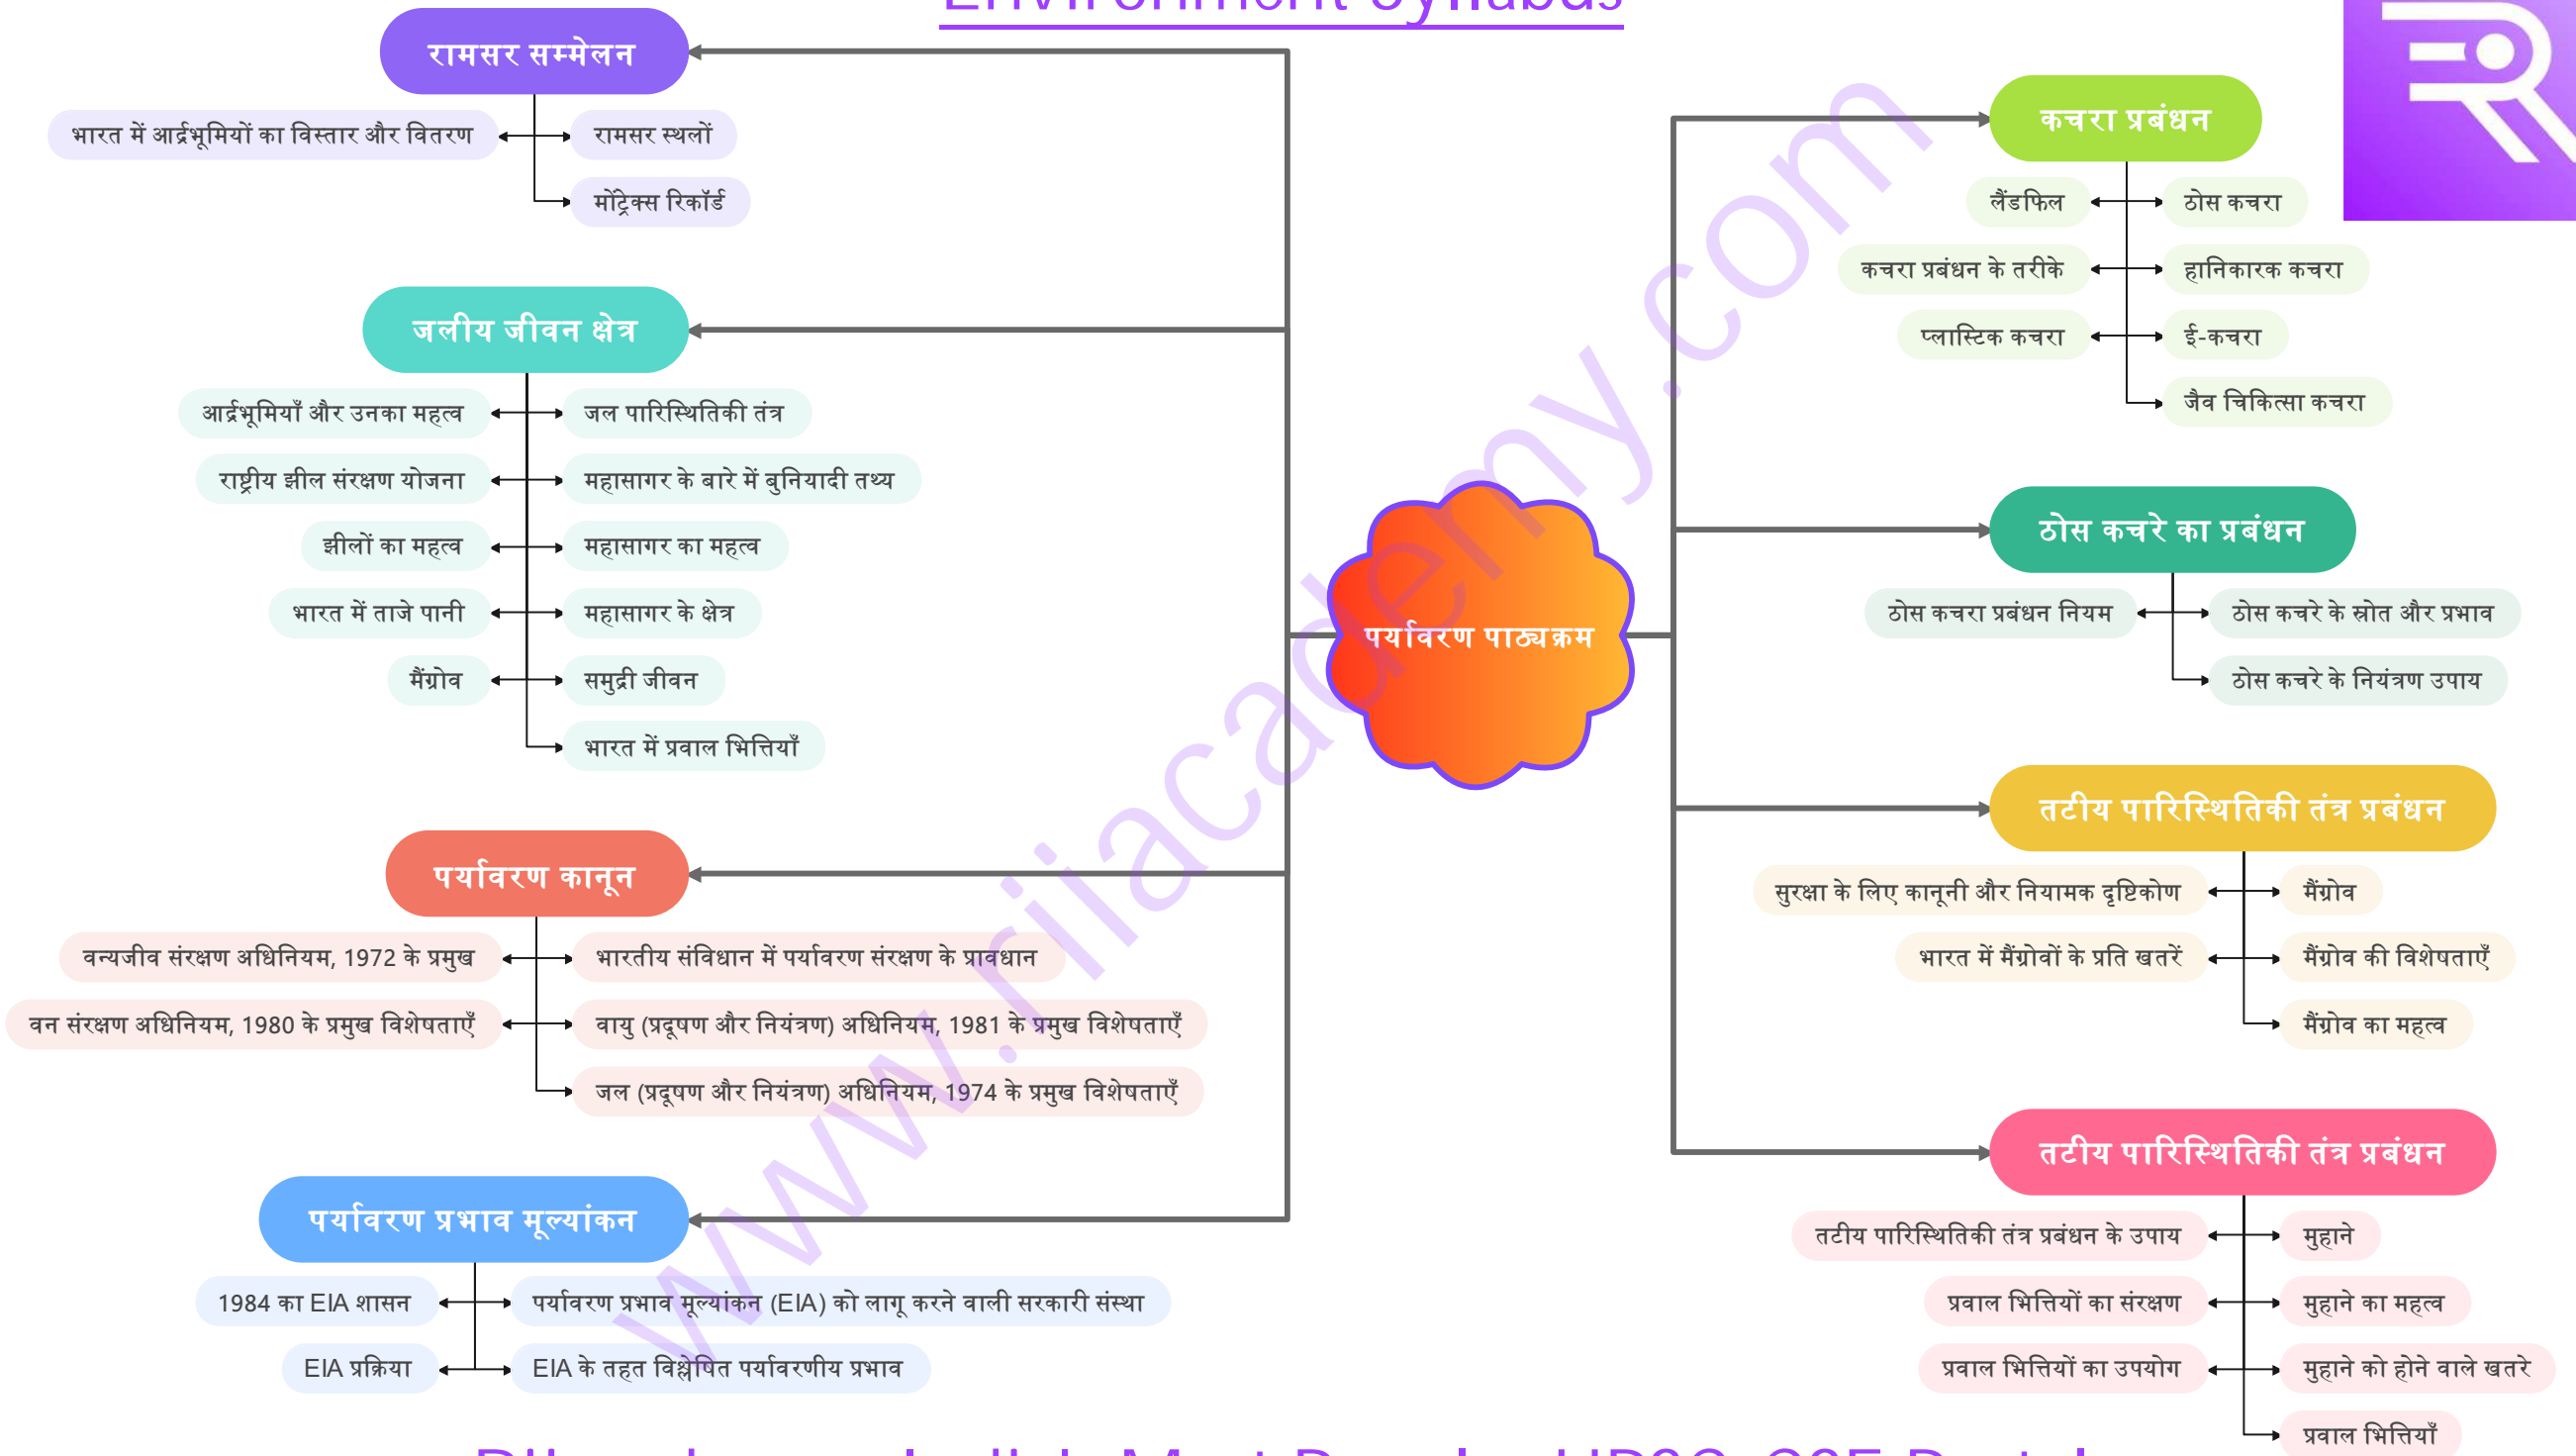 Environment Syllabus
रामसर सम्मेलन
भारत में आर्द्रभूमियों का विस्तार और वितरण
रामसर स्थलों
मोंट्रेक्स रिकॉर्ड
जलीय जीवन क्षेत्र
आर्द्रभूमियाँ और उनका महत्व
जल पारिस्थितिकी तंत्र
राष्ट्रीय झील संरक्षण योजना
महासागर के बारे में बुनियादी तथ्य
झीलों का महत्व
महासागर का महत्व
भारत में ताजे पानी
महासागर के क्षेत्र
मैंग्रोव
समुद्री जीवन
भारत में प्रवाल भित्तियाँ
पर्यावरण कानून
वन्यजीव संरक्षण अधिनियम, 1972 के प्रमुख
भारतीय संविधान में पर्यावरण संरक्षण के प्रावधान
वन संरक्षण अधिनियम, 1980 के प्रमुख विशेषताएँ
वायु (प्रदूषण और नियंत्रण) अधिनियम, 1981 के प्रमुख विशेषताएँ
जल (प्रदूषण और नियंत्रण) अधिनियम, 1974 के प्रमुख विशेषताएँ
पर्यावरण प्रभाव मूल्यांकन
1984 का EIA शासन
पर्यावरण प्रभाव मूल्यांकन (EIA) को लागू करने वाली सरकारी संस्था
EIA प्रक्रिया
EIA के तहत विश्लेषित पर्यावरणीय प्रभाव
पर्यावरण पाठ्यक्रम
कचरा प्रबंधन
लैंडफिल
ठोस कचरा
कचरा प्रबंधन के तरीके
हानिकारक कचरा
प्लास्टिक कचरा
ई-कचरा
जैव चिकित्सा कचरा
ठोस कचरे का प्रबंधन
ठोस कचरा प्रबंधन नियम
ठोस कचरे के स्रोत और प्रभाव
ठोस कचरे के नियंत्रण उपाय
तटीय पारिस्थितिकी तंत्र प्रबंधन
सुरक्षा के लिए कानूनी और नियामक दृष्टिकोण
मैंग्रोव
भारत में मैंग्रोवों के प्रति खतरें
मैंग्रोव की विशेषताएँ
मैंग्रोव का महत्व
तटीय पारिस्थितिकी तंत्र प्रबंधन
तटीय पारिस्थितिकी तंत्र प्रबंधन के उपाय
मुहाने
प्रवाल भित्तियों का संरक्षण
मुहाने का महत्व
प्रवाल भित्तियों का उपयोग
मुहाने को होने वाले खतरे
प्रवाल भित्तियाँ
www.rijacademy.com